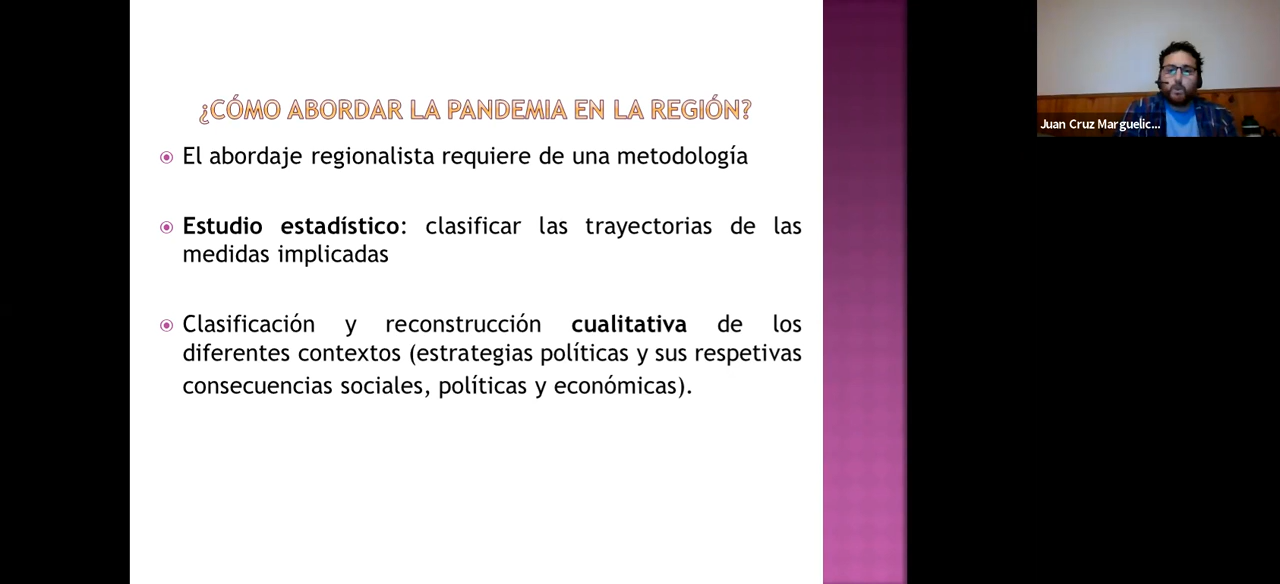 ¿CÓMO ABORDAR LA PANDEMIA EN LA REGIÓN?
El abordaje regionalista requiere de una metodología
Estudio estadístico: clasificar las trayectorias de las
medidas implicadas
Clasificación y reconstrucción cualitativa de los
diferentes contextos (estrategias políticas y sus respetivas
consecuencias sociales, políticas y económicas).
Juan Cruz Marguelic...